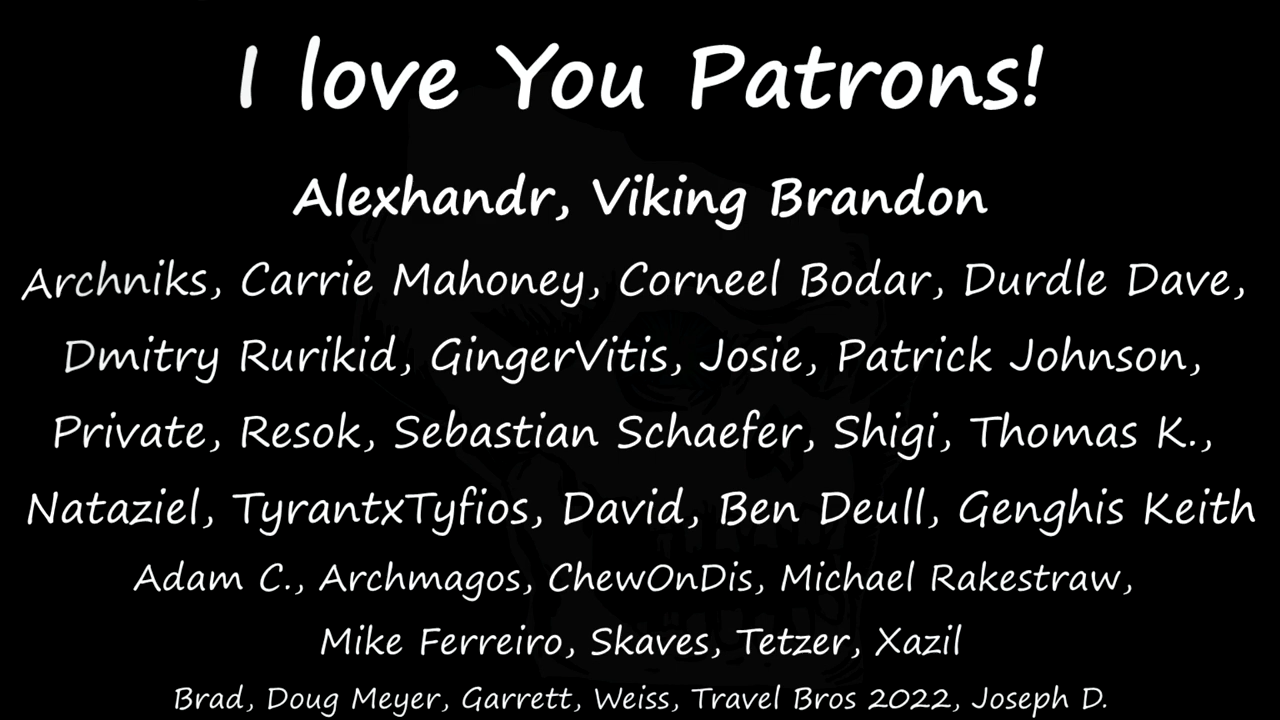 I love You Patrons!
Alexhandr, Viking Brandon
Archniks, Carrie Mahoney, Corneel Bodar, Durdle Dave,
Dmitry Rurikid, GingerVitis, Josie, Patrick Johnson,
Private, Resok, Sebastian Schaefer, Shigi, Thomas K.,
Nataziel, TyrantxTyfios, David, Ben Deull, Genghis Keith
Adam C., Archmagos, ChewOnDis, Michael Rakestraw,
Mike Ferreiro, Skaves, Tetzer, Xazil
Brad, Doug Meyer, Garrett, Weiss, Travel Bros 2022, Joseph D.